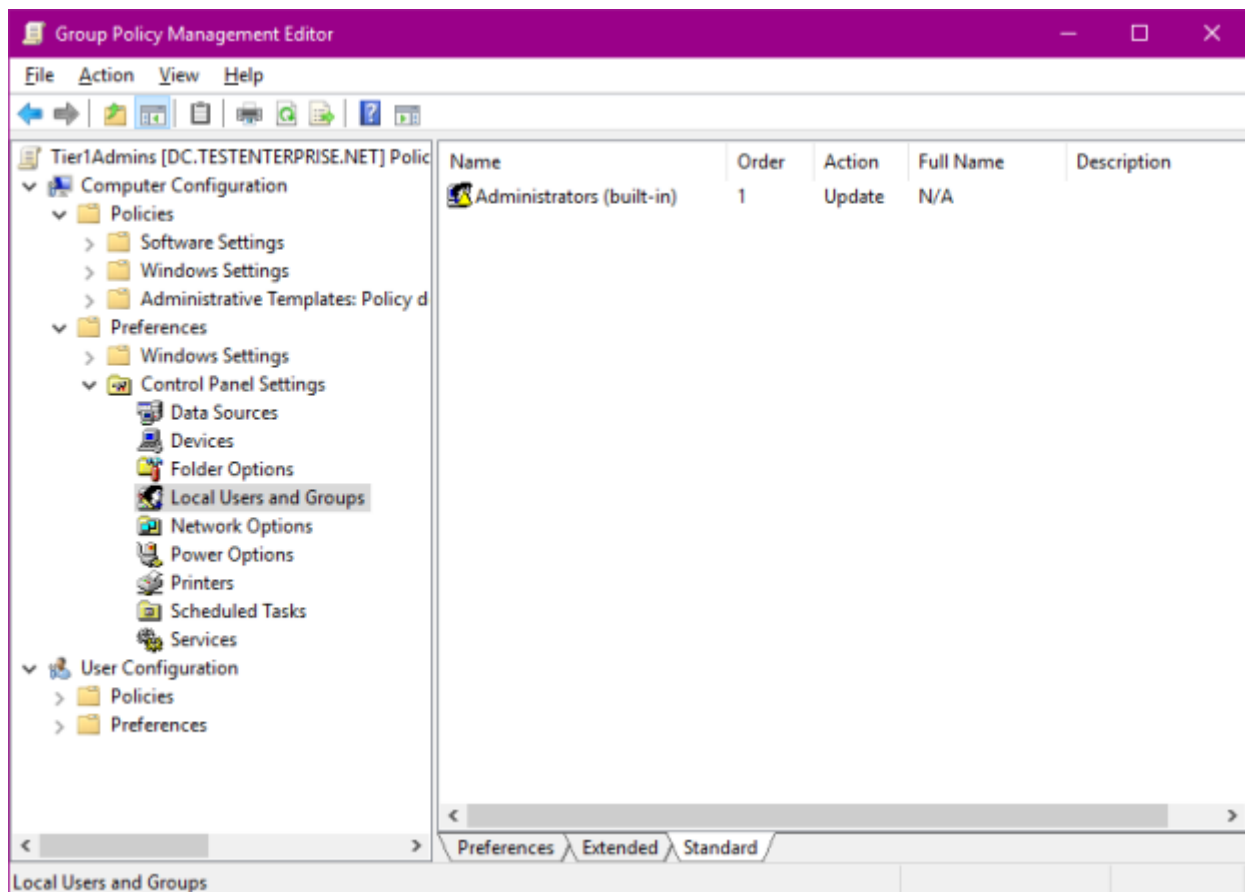 Group Policy Management Editor
File Action View Help
Tier1Admins [DC.TESTENTERPRISE.NET] Polic
Computer Configuration
Policies
Software Settings
Windows Settings
Administrative Templates: Policy d
Preferences
Windows Settings
Control Panel Settings
Data Sources
Devices
Folder Options
Local Users and Groups
Network Options
Power Options
Printers
Scheduled Tasks
Services
User Configuration
Policies
Preferences
Name Order Action Full Name Description
Administrators (built-in) 1 Update N/A
Preferences Extended Standard
Local Users and Groups